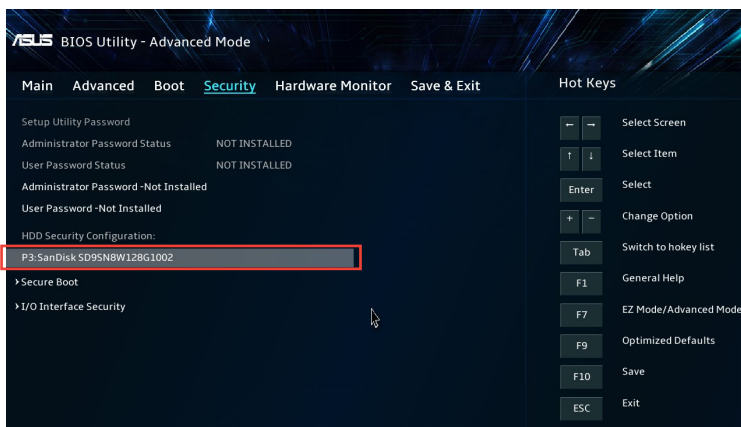 ASUS BIOS Utility - Advanced Mode
Main Advanced Boot Security Hardware Monitor Save & Exit
Setup Utility Password
Administrator Password Status NOT INSTALLED
User Password Status NOT INSTALLED
Administrator Password -Not Installed
User Password -Not Installed
HDD Security Configuration:
P3:SanDisk SD9SN8W128G1002
Secure Boot
I/O Interface Security
Hot Keys
← → Select Screen
↑ ↓ Select Item
Enter Select
+ - Change Option
Tab Switch to hokey list
F1 General Help
F7 EZ Mode/Advanced Mode
F9 Optimized Defaults
F10 Save
ESC Exit